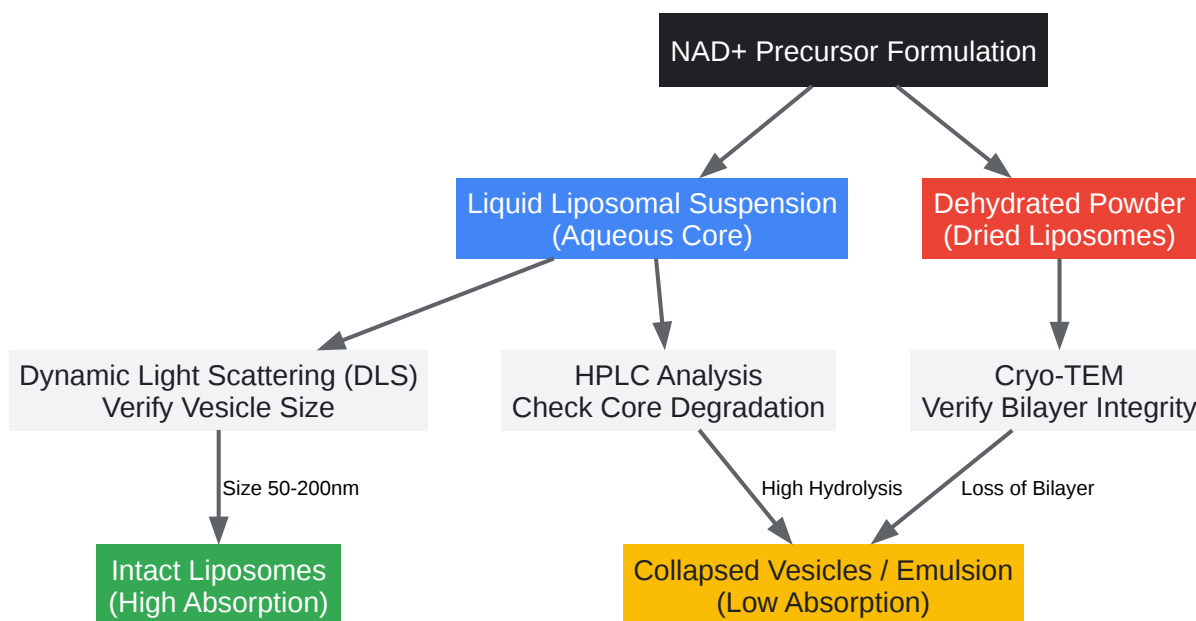 NAD+ Precursor Formulation
Liquid Liposomal Suspension
(Aqueous Core)
Dehydrated Powder
(Dried Liposomes)
Dynamic Light Scattering (DLS)
Verify Vesicle Size
HPLC Analysis
Check Core Degradation
Cryo-TEM
Verify Bilayer Integrity
Size 50-200nm
High Hydrolysis
Loss of Bilayer
Intact Liposomes
(High Absorption)
Collapsed Vesicles / Emulsion
(Low Absorption)